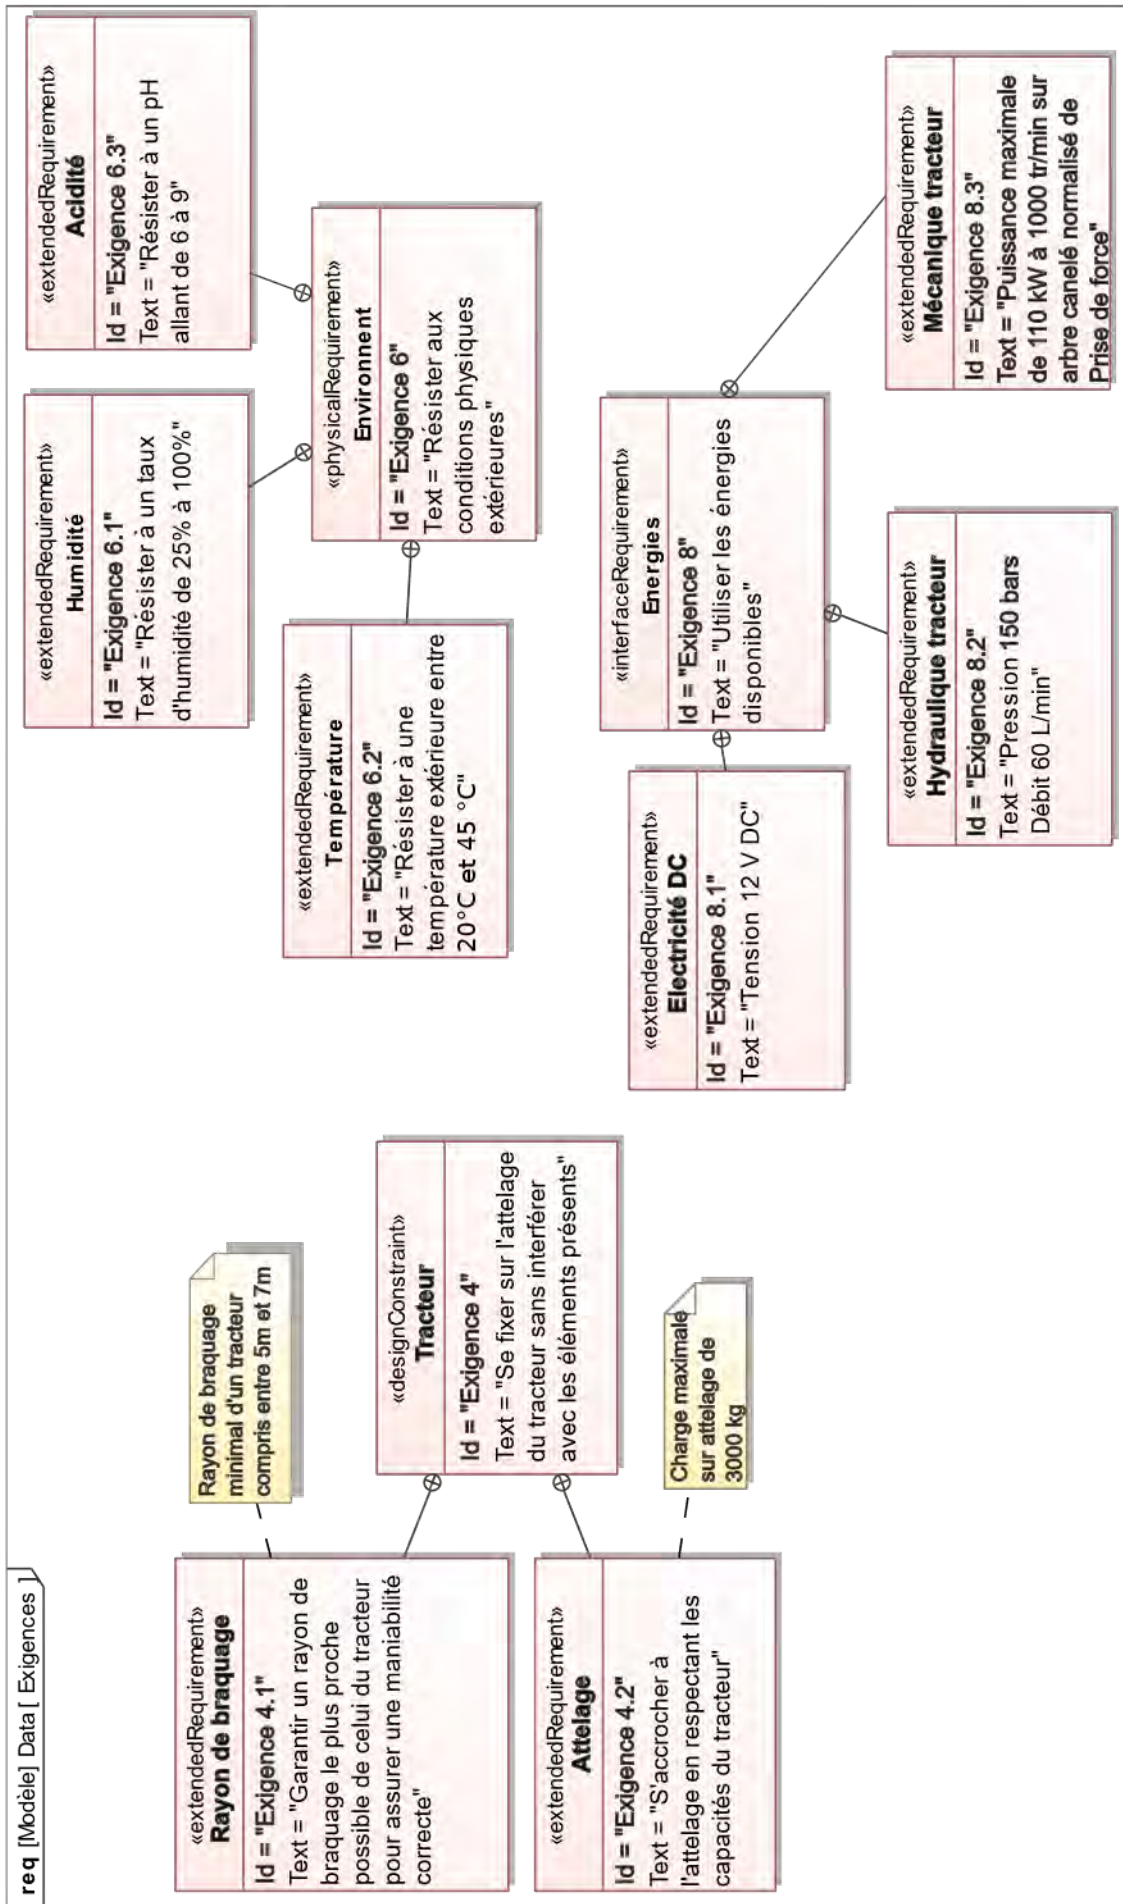 req [Modèle] Data [ Exigences ]
«extendedRequirement»
Rayon de braquage
Id = "Exigence 4.1"
Text = "Garantir un rayon de
braquage le plus proche
possible de celui du tracteur
pour assurer une maniabilité
correcte"
Rayon de braquage
minimal d'un tracteur
compris entre 5m et 7m
«designConstraint»
Tracteur
Id = "Exigence 4"
Text = "Se fixer sur l'attelage
du tracteur sans interférer
avec les éléments présents"
«extendedRequirement»
Attelage
Id = "Exigence 4.2"
Text = "S'accrocher à
l'attelage en respectant les
capacités du tracteur"
Charge maximale
sur attelage de
3000 kg
«extendedRequirement»
Humidité
Id = "Exigence 6.1"
Text = "Résister à un taux
d'humidité de 25% à 100%"
«extendedRequirement»
Acidité
Id = "Exigence 6.3"
Text = "Résister à un pH
allant de 6 à 9"
«extendedRequirement»
Température
Id = "Exigence 6.2"
Text = "Résister à une
température extérieure entre
20°C et 45 °C"
«physicalRequirement»
Environnent
Id = "Exigence 6"
Text = "Résister aux
conditions physiques
extérieures"
«extendedRequirement»
Electricité DC
Id = "Exigence 8.1"
Text = "Tension 12 V DC"
«interfaceRequirement»
Energies
Id = "Exigence 8"
Text = "Utiliser les énergies
disponibles"
«extendedRequirement»
Hydraulique tracteur
Id = "Exigence 8.2"
Text = "Pression 150 bars
Débit 60 L/min"
«extendedRequirement»
Mécanique tracteur
Id = "Exigence 8.3"
Text = "Puissance maximale
de 110 kW à 1000 tr/min sur
arbre canelé normalisé de
Prise de force"